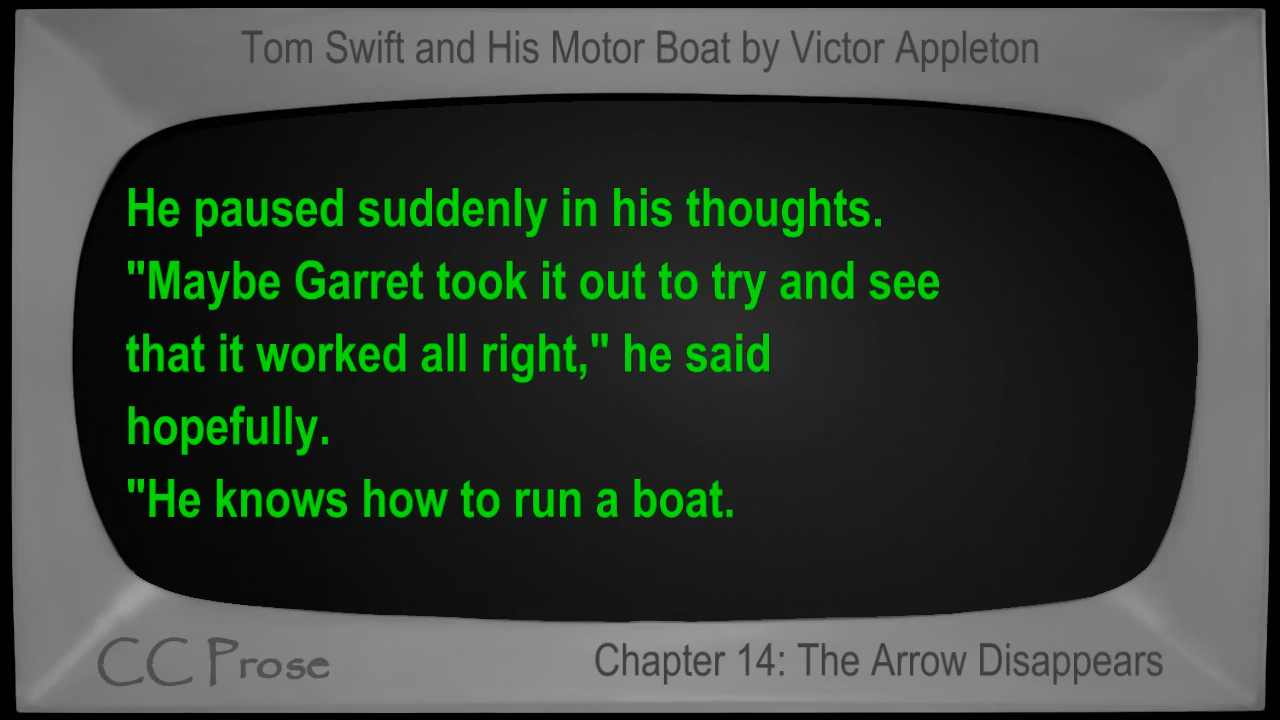 Tom Swift and His Motor Boat by Victor Appleton
He paused suddenly in his thoughts.
"Maybe Garret took it out to try and see
that it worked all right," he said
hopefully.
"He knows how to run a boat.
CC Prose
Chapter 14: The Arrow Disappears